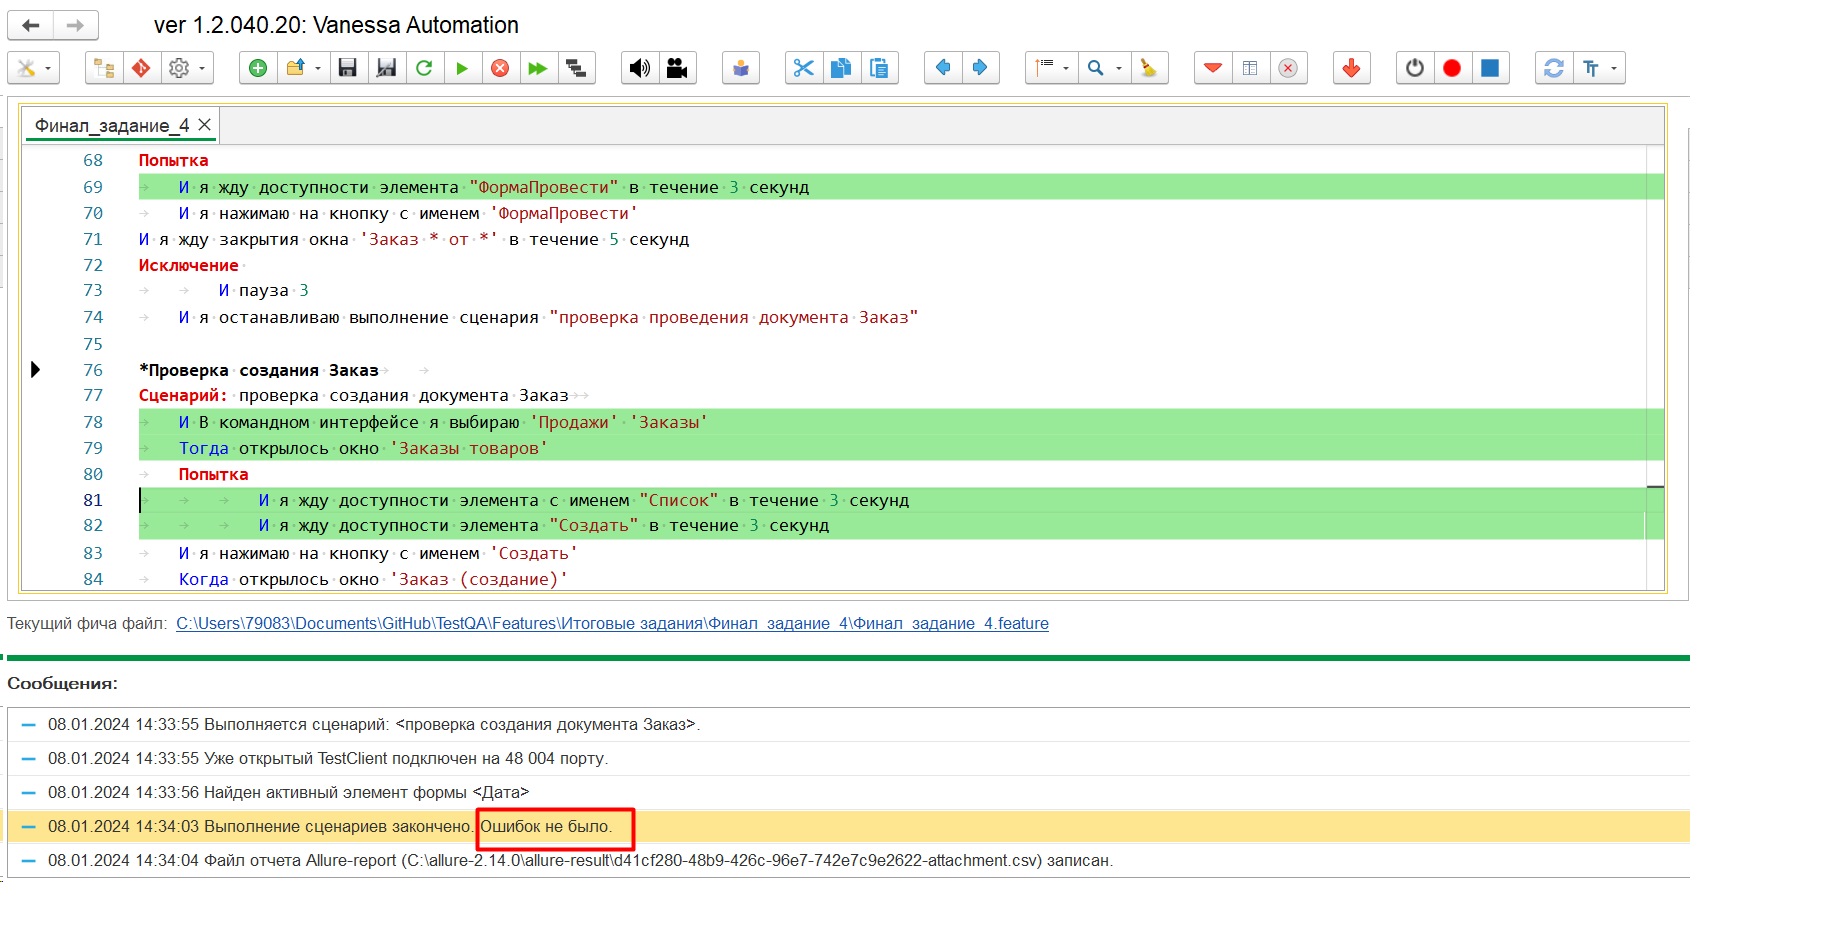 ver 1.2.040.20: Vanessa Automation
Финал_задание_4
68 Попытка
69 И я жду доступности элемента "ФормаПровести" в течение 3 секунд
70 И я нажимаю на кнопку с именем 'ФормаПровести'
71 И я жду закрытия окна 'Заказ * от *' в течение 5 секунд
72 Исключение
73 И пауза 3
74 И я останавливаю выполнение сценария "проверка проведения документа Заказ"
75
76 *Проверка создания Заказ
77 Сценарий: проверка создания документа Заказ
78 И В командном интерфейсе я выбираю 'Продажи' 'Заказы'
79 Тогда открылось окно 'Заказы товаров'
80 Попытка
81 И я жду доступности элемента с именем "Список" в течение 3 секунд
82 И я жду доступности элемента "Создать" в течение 3 секунд
83 И я нажимаю на кнопку с именем 'Создать'
84 Когда открылось окно 'Заказ (создание)'
Текущий фича файл: C:\Users\79083\Documents\GitHub\TestQA\Features\Итоговые задания\Финал_задание_4\Финал_задание_4.feature
Сообщения:
08.01.2024 14:33:55 Выполняется сценарий: <проверка создания документа Заказ>.
08.01.2024 14:33:55 Уже открытый TestClient подключен на 48 004 порту.
08.01.2024 14:33:56 Найден активный элемент формы <Дата>
08.01.2024 14:34:03 Выполнение сценариев закончено. Ошибок не было.
08.01.2024 14:34:04 Файл отчета Allure-report (C:\allure-2.14.0\allure-result\d41cf280-48b9-426c-96e7-742e7c9e2622-attachment.csv) записан.